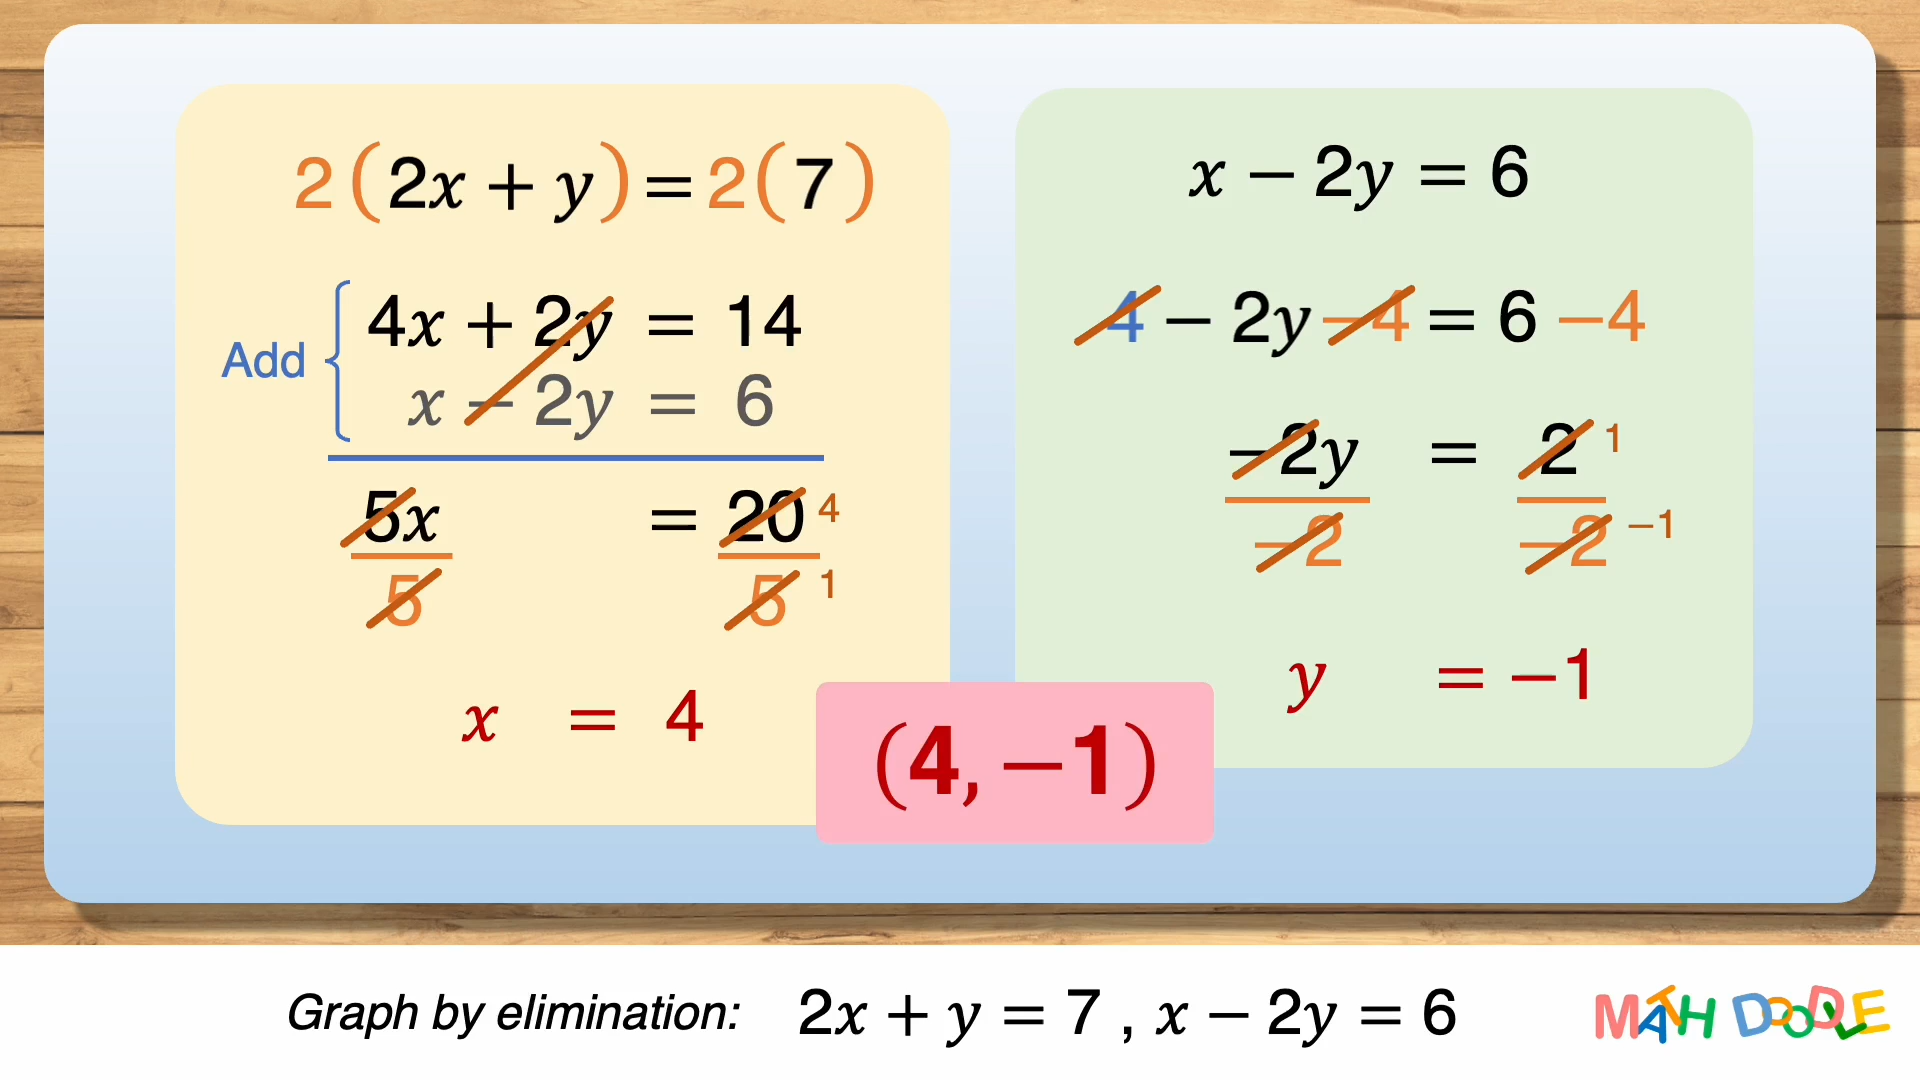 2(2x + y) = 2(7)
Add
4x + 2y = 14
x − 2y = 6
5x = 20 4
5 5 1
x = 4
x − 2y = 6
4 − 2y −4 = 6 −4
−2y = 2 1
−2 −2 −1
y = −1
(4, −1)
Graph by elimination: 2x + y = 7 , x − 2y = 6
MATH DOODLE